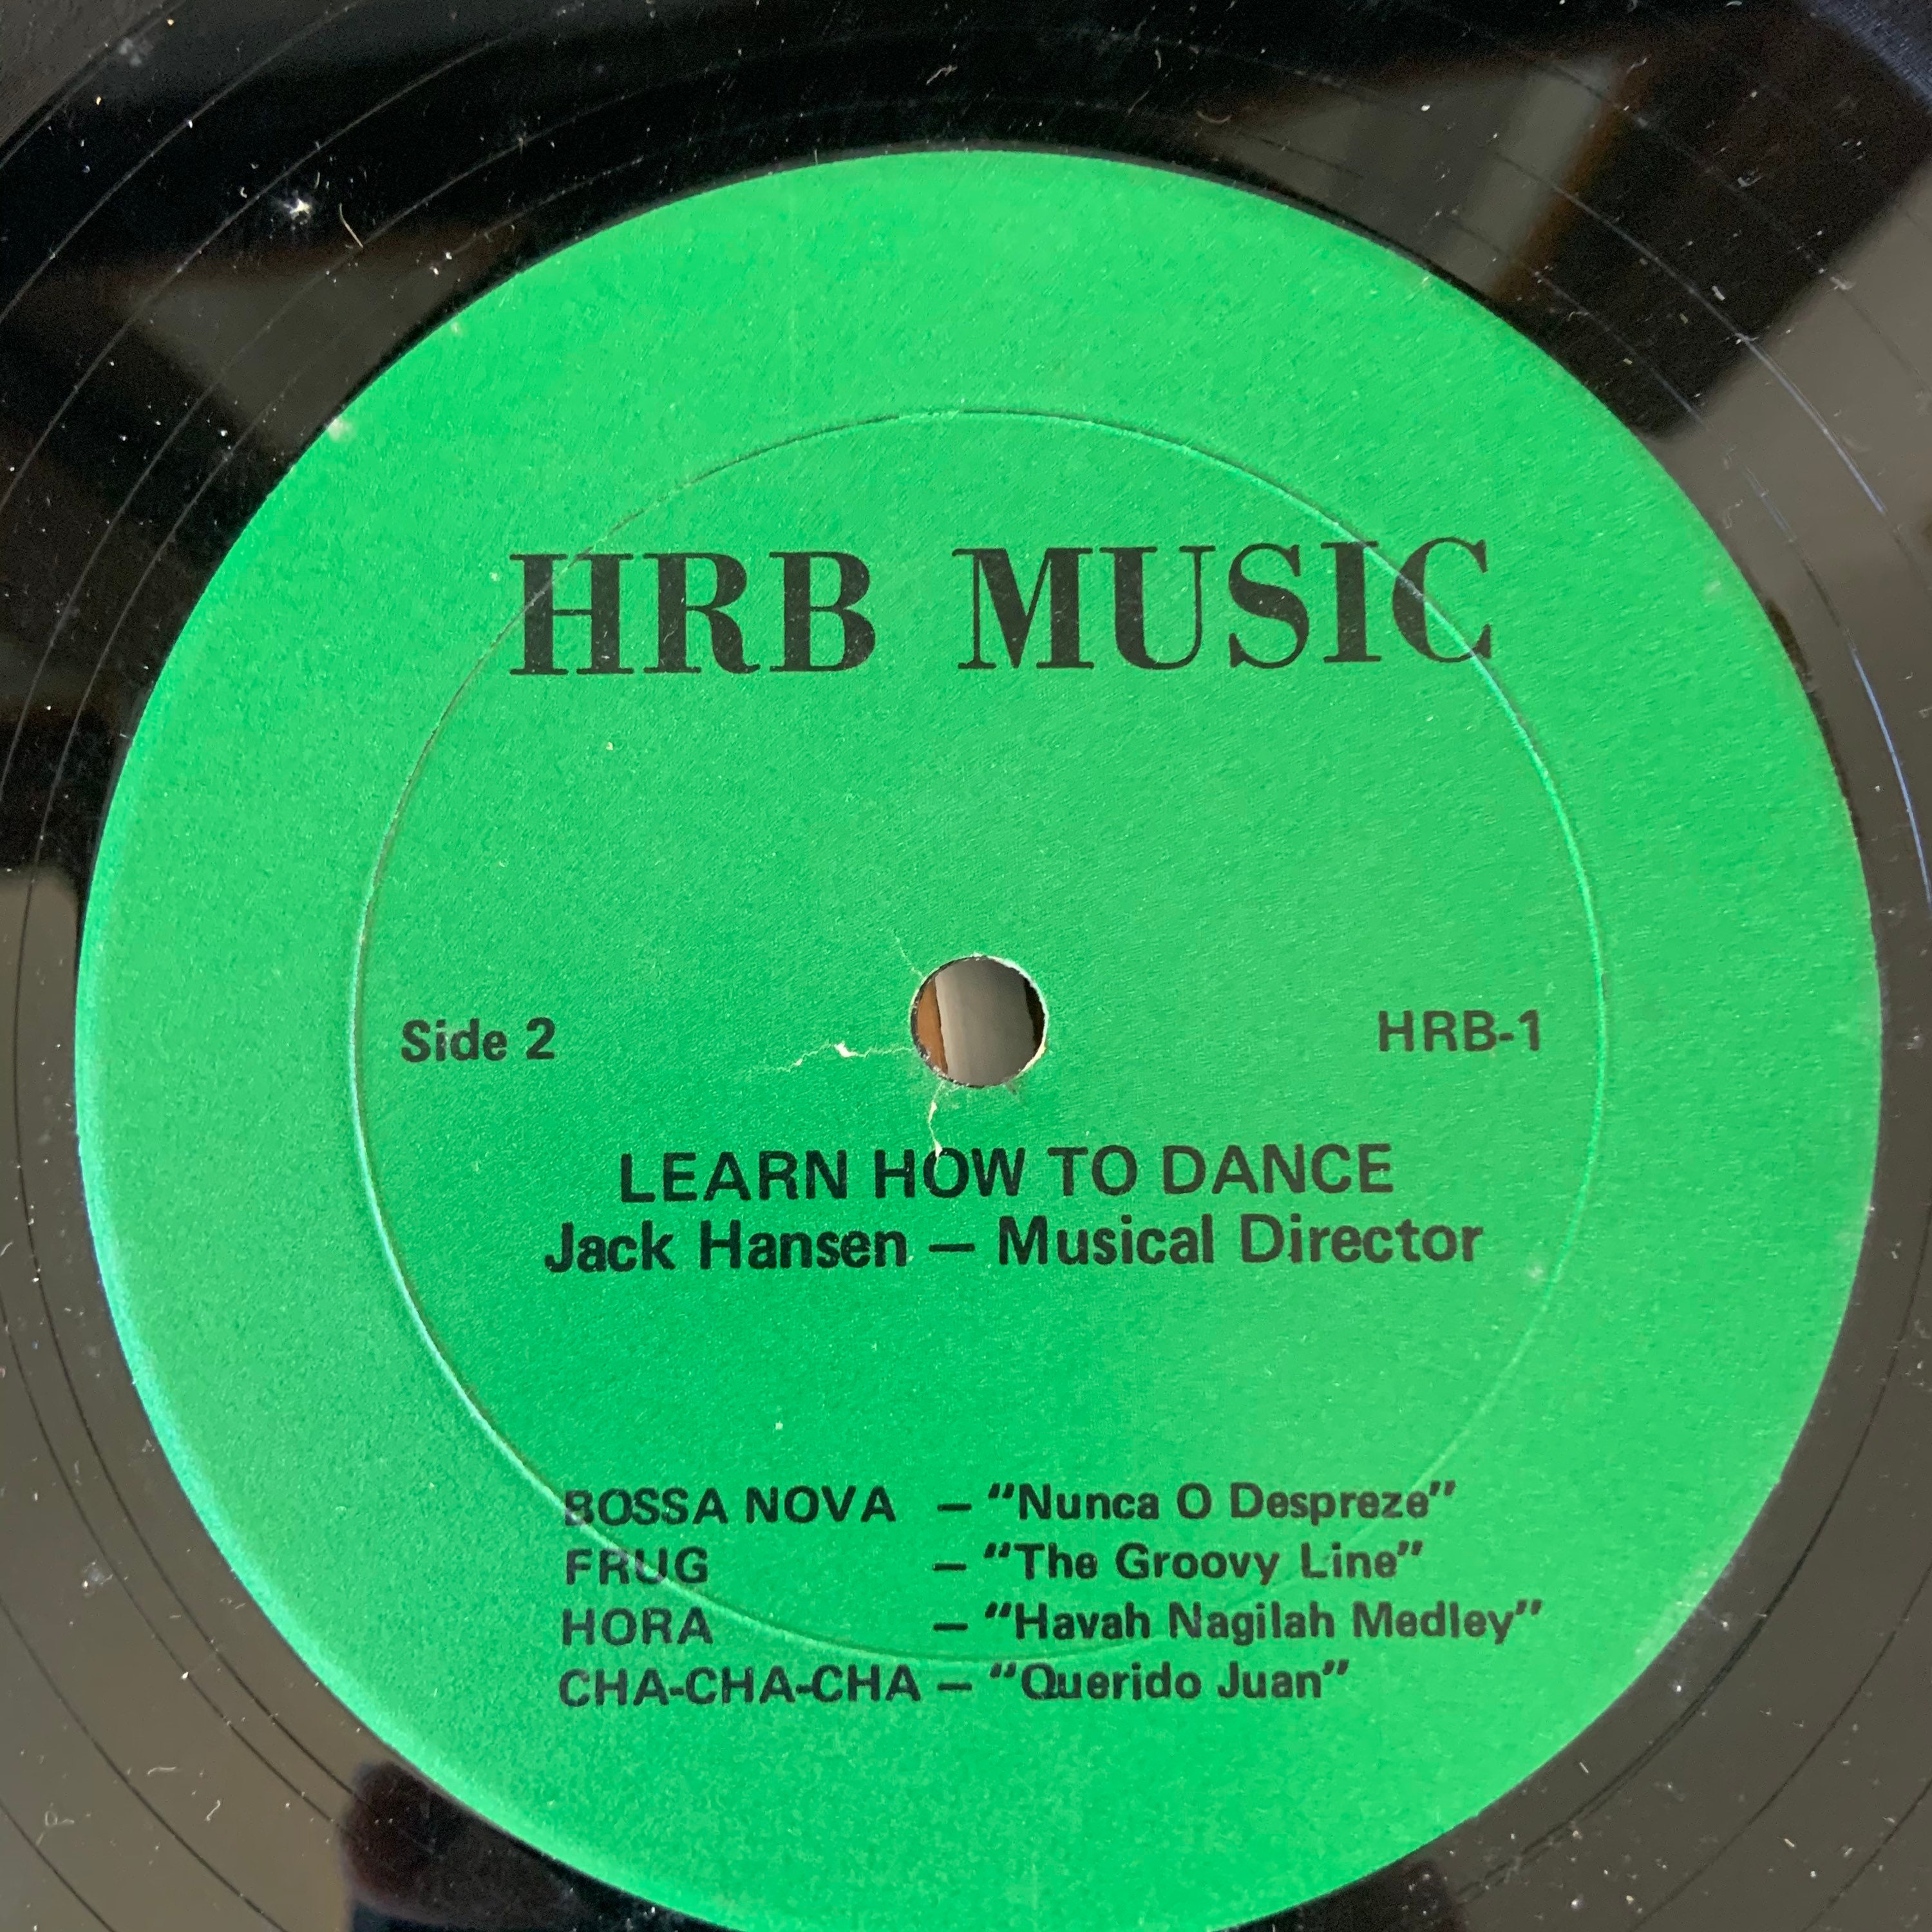 HRB MUSIC
Side 2
HRB-1
LEARN HOW TO DANCE
Jack Hansen — Musical Director
BOSSA NOVA — "Nunca O Despreze"
FRUG — "The Groovy Line"
HORA — "Havah Nagilah Medley"
CHA-CHA-CHA — "Querido Juan"